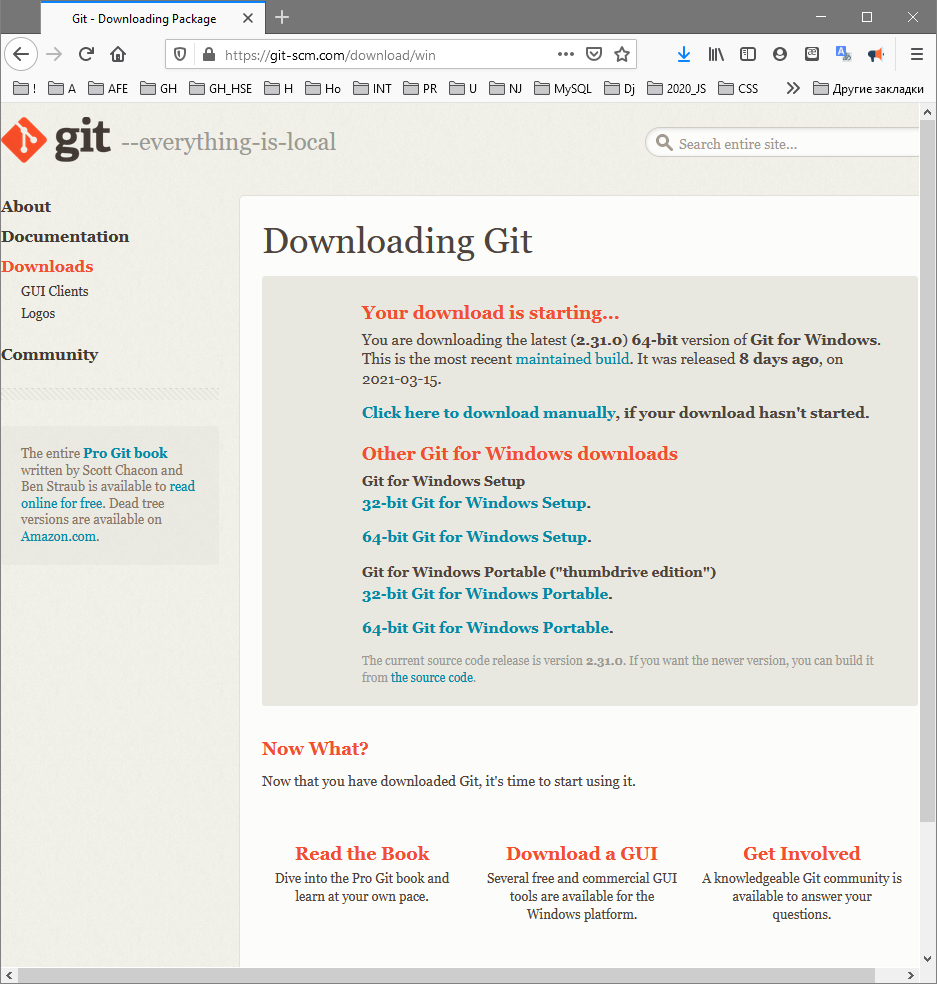 Git - Downloading Package
https://git-scm.com/download/win
! A AFE GH GH_HSE H Ho INT PR U NJ MySQL Dj 2020_JS CSS Другие закладки
git --everything-is-local
Search entire site...
About
Documentation
Downloads
GUI Clients
Logos
Community
The entire Pro Git book
written by Scott Chacon and
Ben Straub is available to read
online for free. Dead tree
versions are available on
Amazon.com.
Downloading Git
Your download is starting...
You are downloading the latest (2.31.0) 64-bit version of Git for Windows.
This is the most recent maintained build. It was released 8 days ago, on
2021-03-15.
Click here to download manually, if your download hasn't started.
Other Git for Windows downloads
Git for Windows Setup
32-bit Git for Windows Setup.
64-bit Git for Windows Setup.
Git for Windows Portable ("thumbdrive edition")
32-bit Git for Windows Portable.
64-bit Git for Windows Portable.
The current source code release is version 2.31.0. If you want the newer version, you can build it
from the source code.
Now What?
Now that you have downloaded Git, it's time to start using it.
Read the Book
Dive into the Pro Git book and
learn at your own pace.
Download a GUI
Several free and commercial GUI
tools are available for the
Windows platform.
Get Involved
A knowledgeable Git community is
available to answer your
questions.